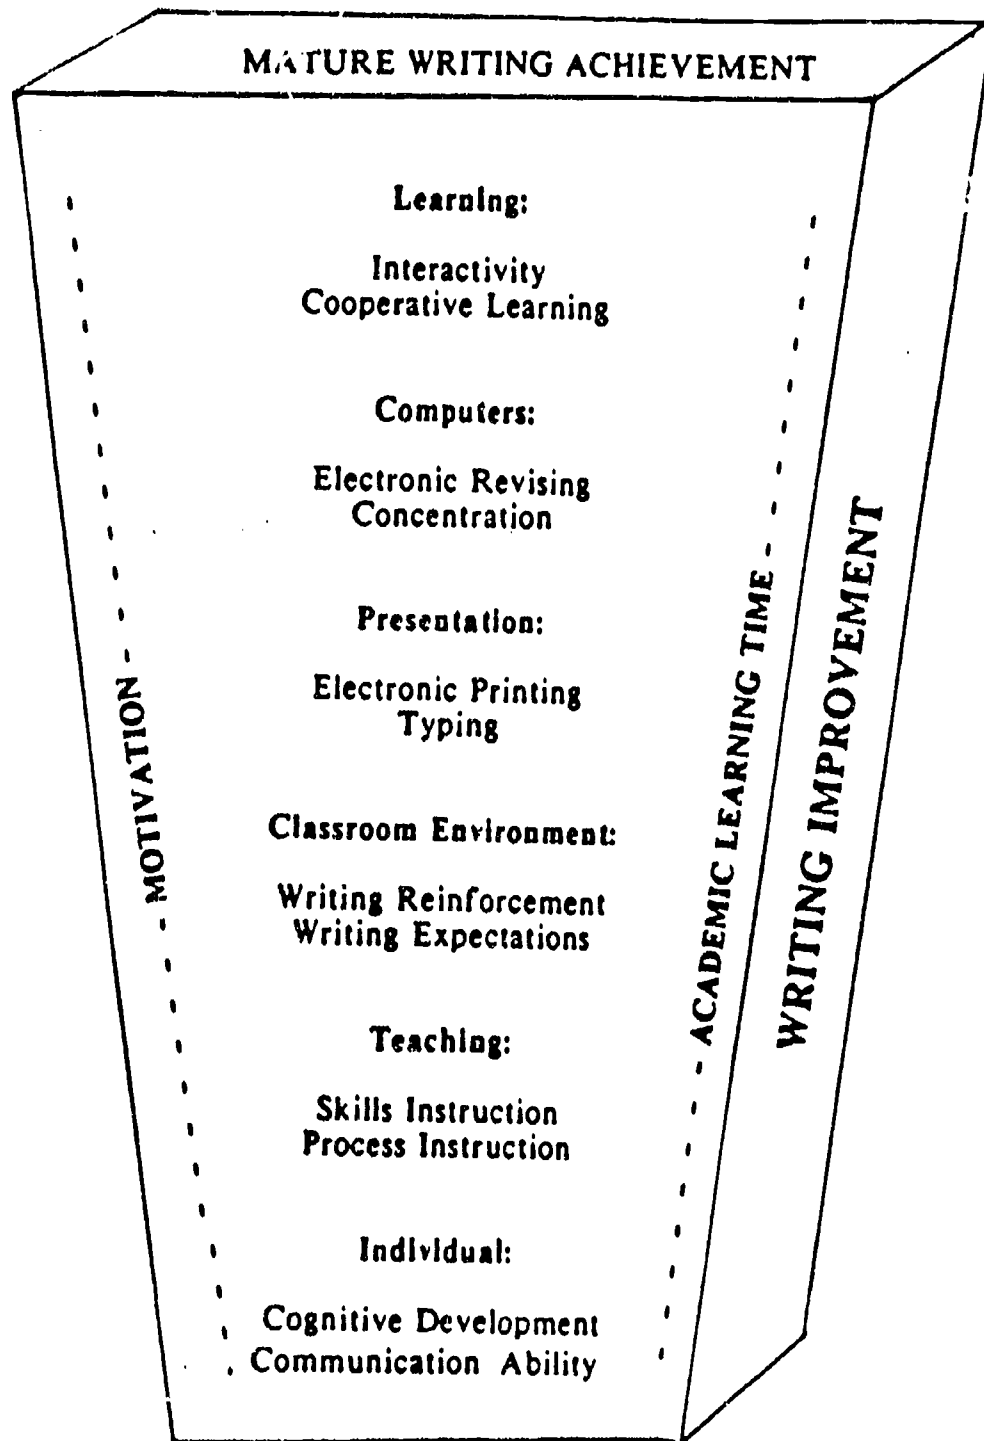 MATURE WRITING ACHIEVEMENT
Learning:
Interactivity
Cooperative Learning
Computers:
Electronic Revising
Concentration
Presentation:
Electronic Printing
Typing
Classroom Environment:
Writing Reinforcement
Writing Expectations
Teaching:
Skills Instruction
Process Instruction
Individual:
Cognitive Development
Communication Ability
MOTIVATION
ACADEMIC LEARNING TIME
WRITING IMPROVEMENT